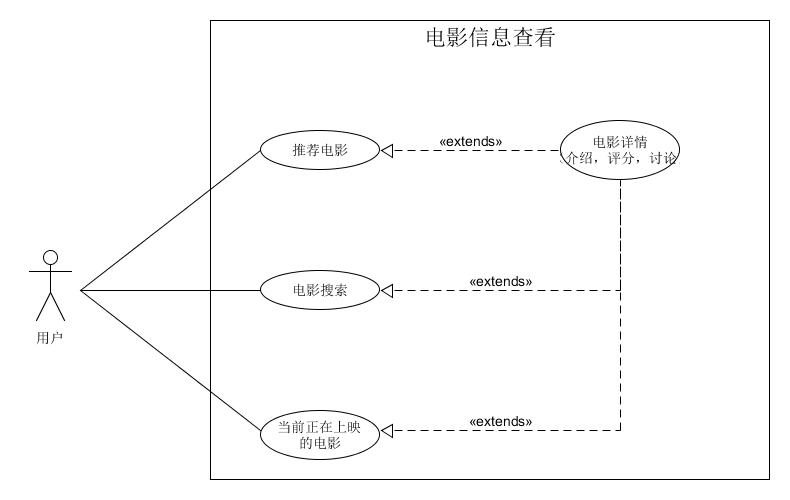 电影信息查看
推荐电影
«extends»
电影详情
介绍，评分，讨论
电影搜索
«extends»
用户
当前正在上映
的电影
«extends»